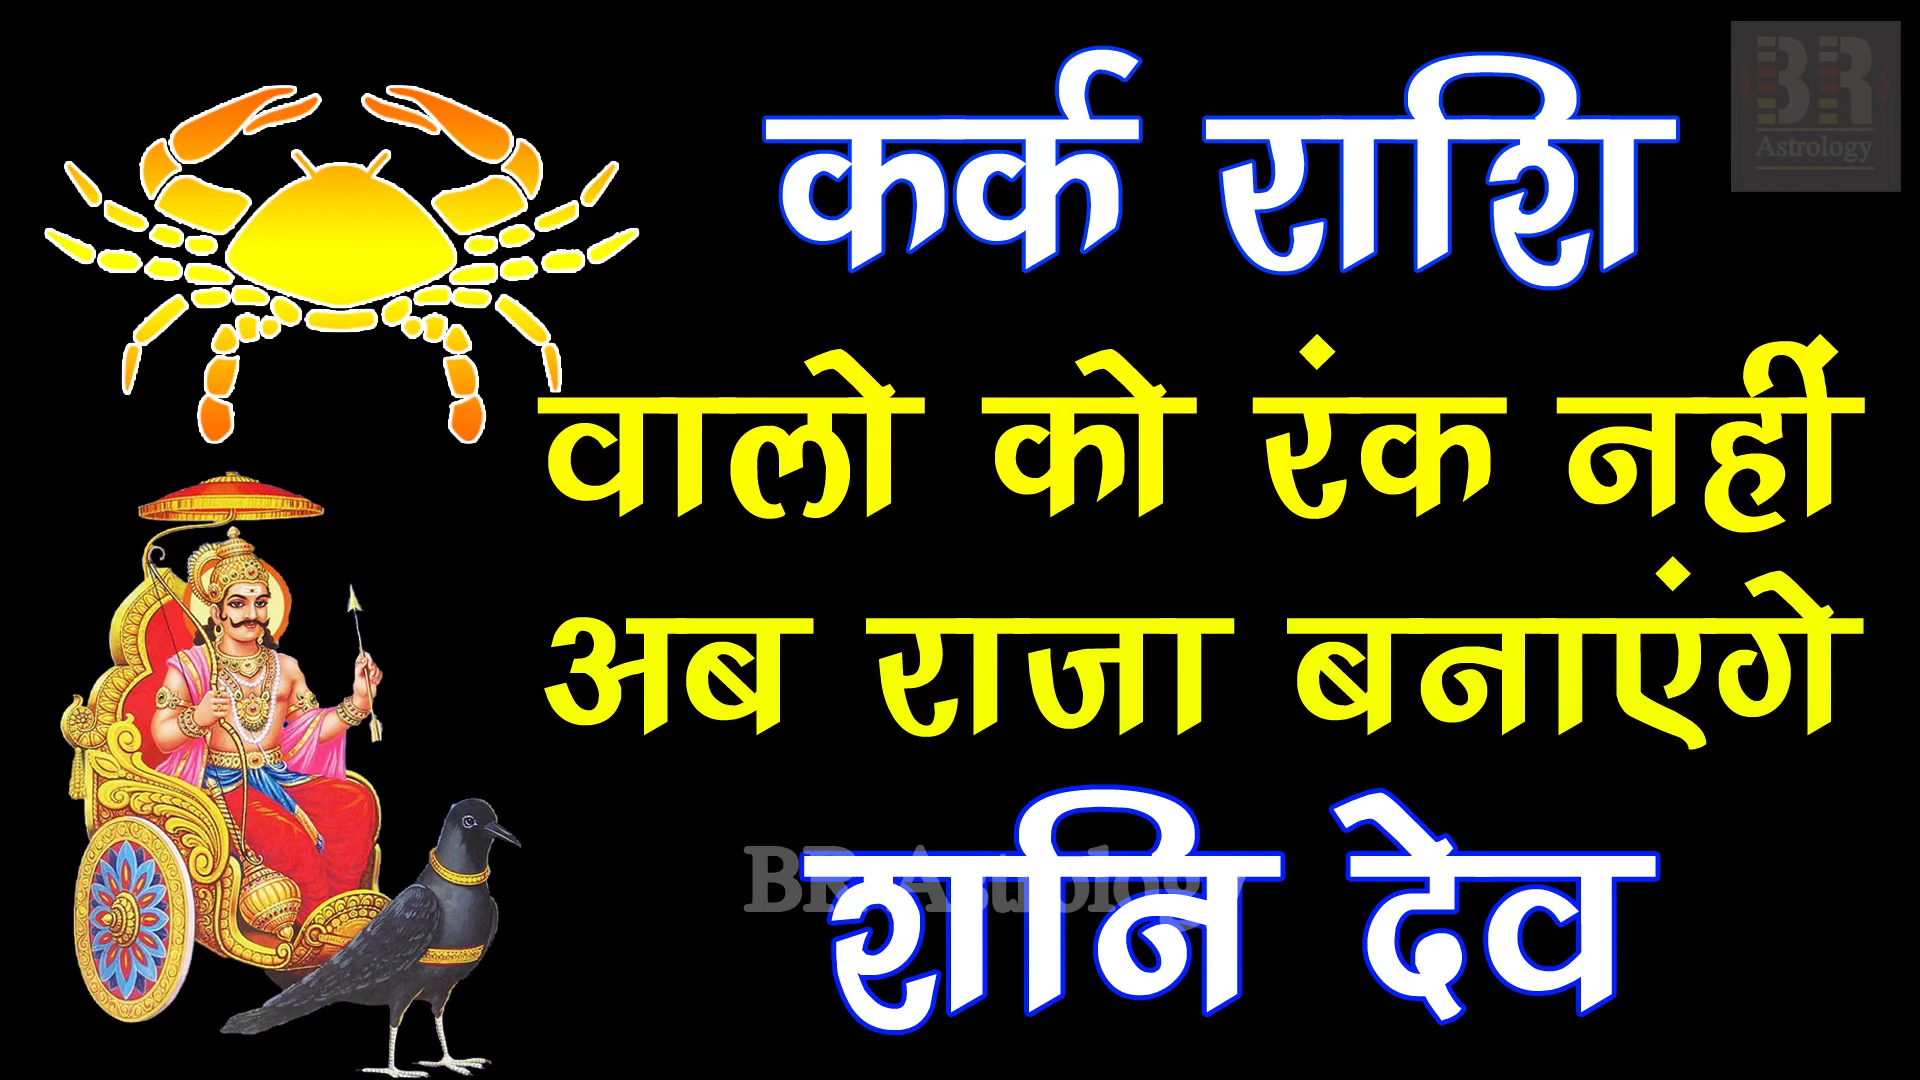 कर्क राशि
वालो को रंक नहीं
अब राजा बनाएंगे
शनि देव
BR
Astrology
BR Astrology